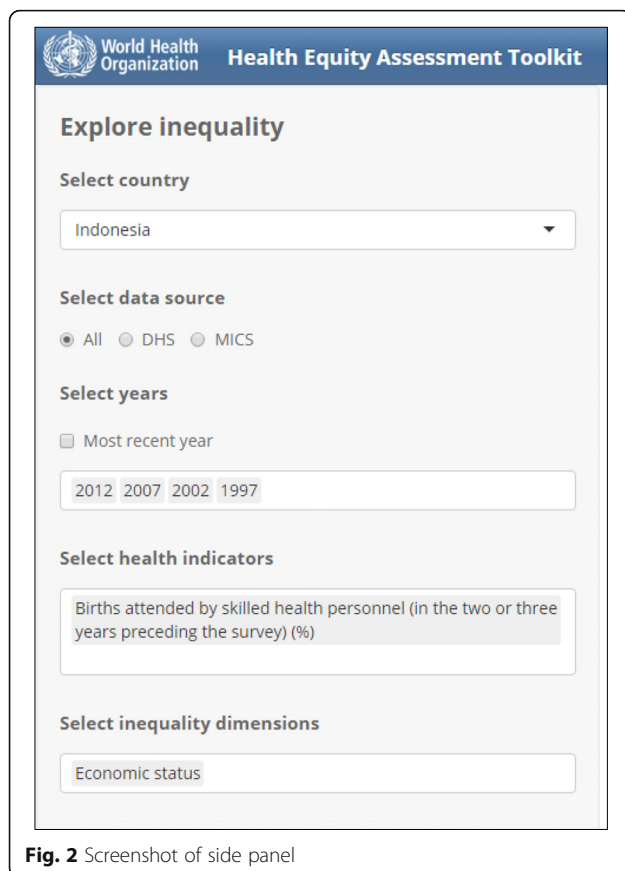 World Health
Organization
Health Equity Assessment Toolkit
Explore inequality
Select country
Indonesia
Select data source
All DHS MICS
Select years
Most recent year
2012 2007 2002 1997
Select health indicators
Births attended by skilled health personnel (in the two or three
years preceding the survey) (%)
Select inequality dimensions
Economic status
Fig. 2 Screenshot of side panel